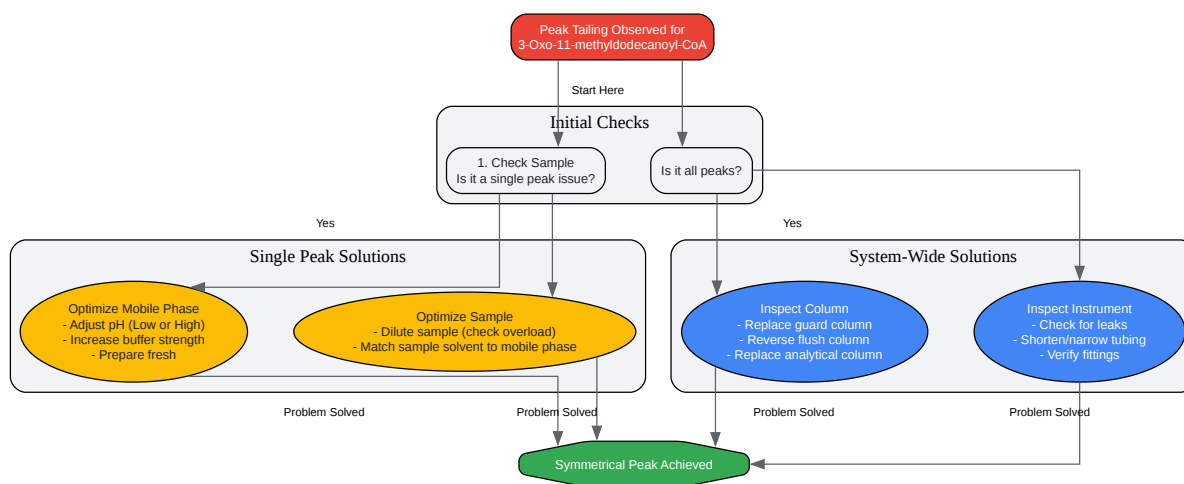 Peak Tailing Observed for
3-Oxo-11-methyldodecanoyl-CoA
Start Here
Initial Checks
1. Check Sample
Is it a single peak issue?
Is it all peaks?
Yes
Yes
Single Peak Solutions
System-Wide Solutions
Optimize Mobile Phase
- Adjust pH (Low or High)
- Increase buffer strength
- Prepare fresh
Optimize Sample
- Dilute sample (check overload)
- Match sample solvent to mobile phase
Inspect Column
- Replace guard column
- Reverse flush column
- Replace analytical column
Inspect Instrument
- Check for leaks
- Shorten/narrow tubing
- Verify fittings
Problem Solved
Problem Solved
Problem Solved
Problem Solved
Symmetrical Peak Achieved